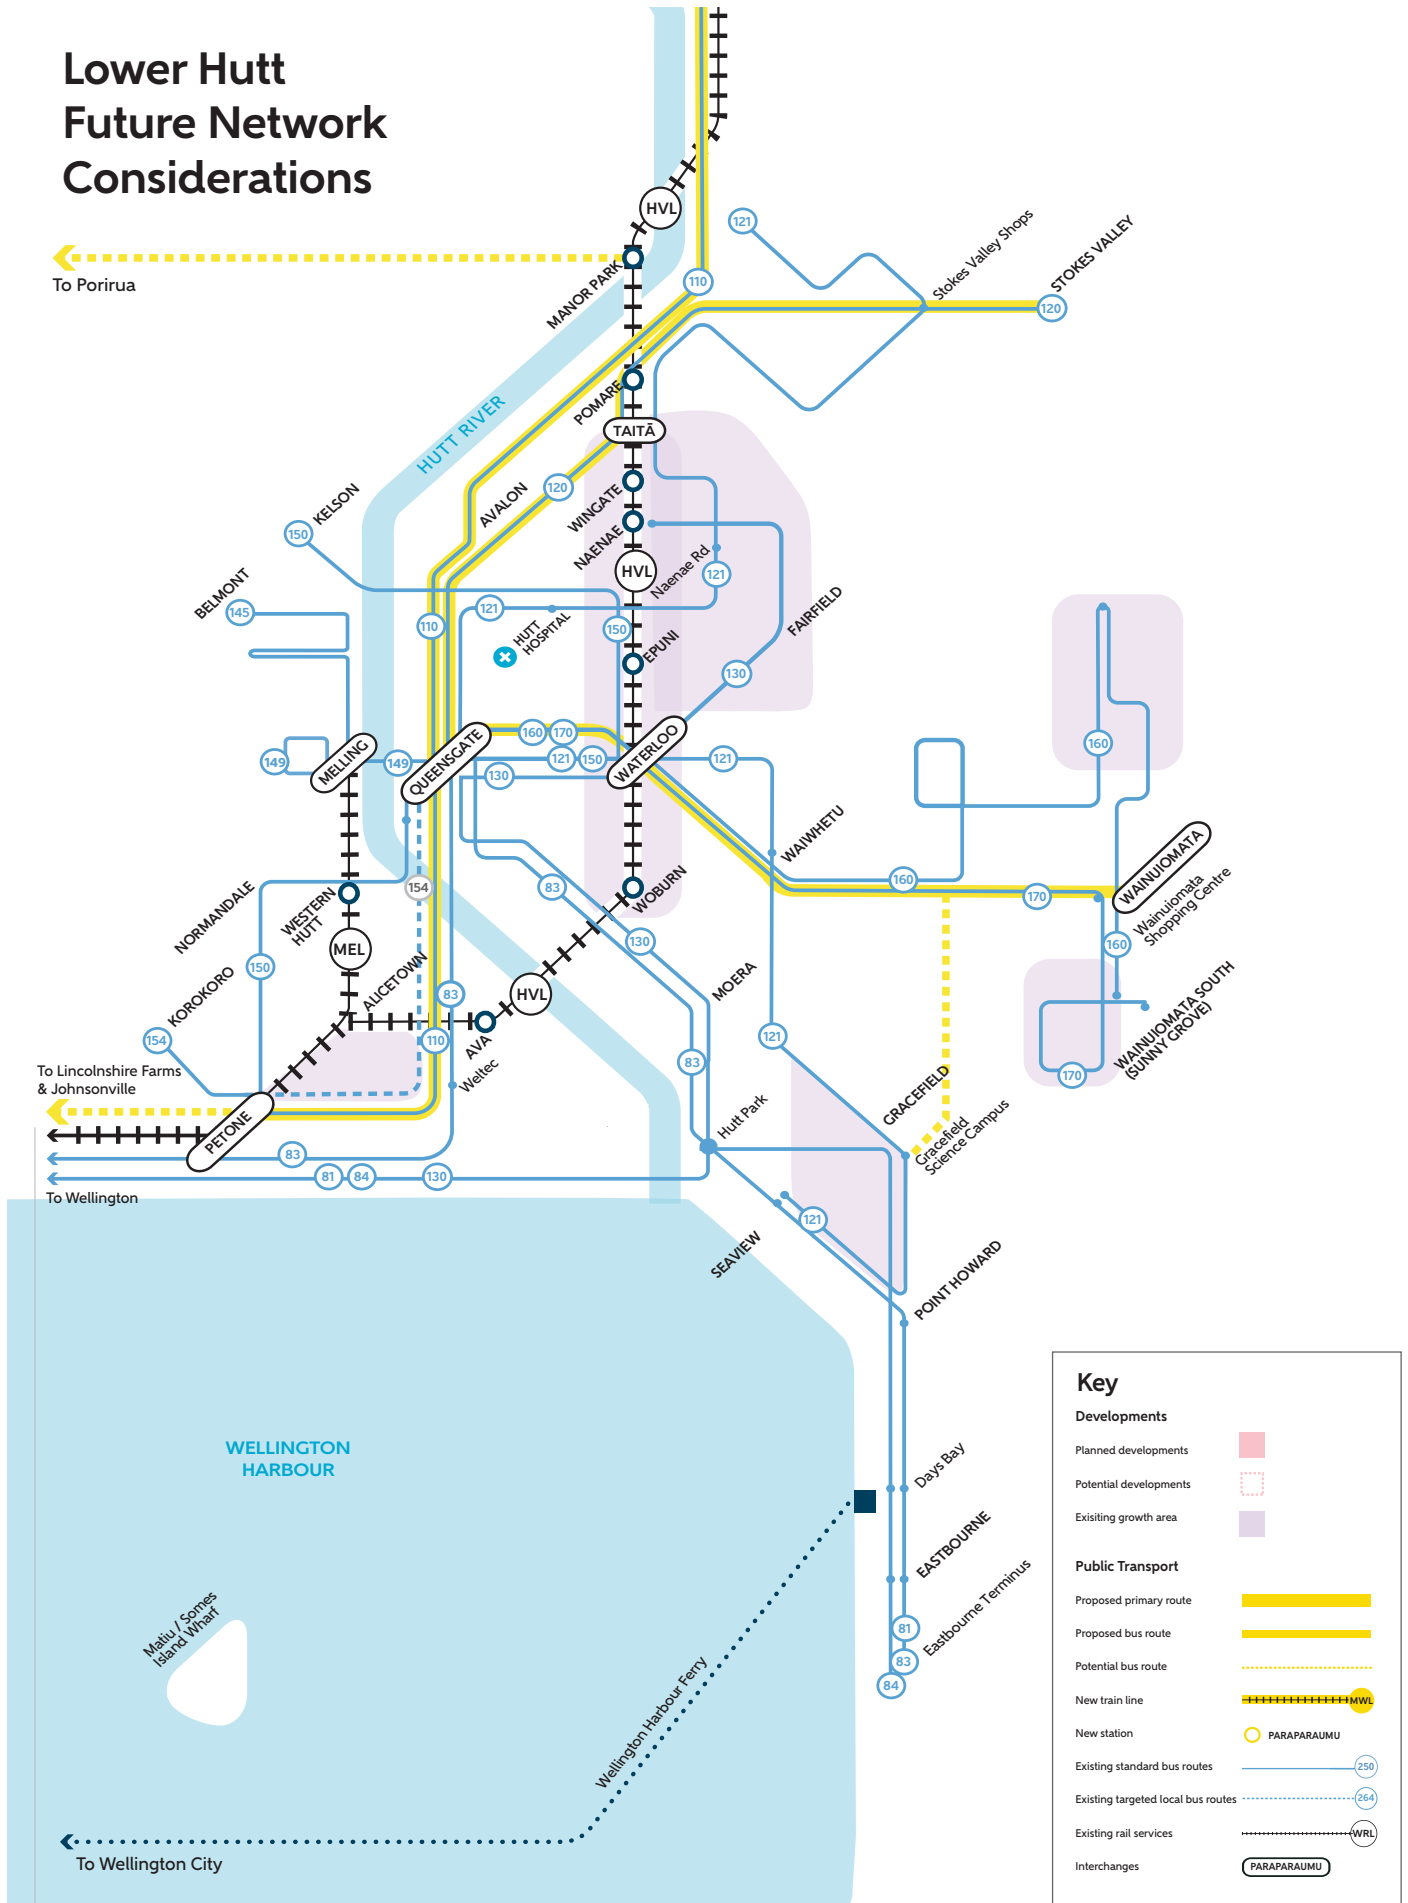 Lower Hutt
Future Network
Considerations
HVL
121
Stokes Valley Shops
STOKES VALLEY
To Porirua
MANOR PARK
110
120
POMARE
HUTT RIVER
TAITĀ
KELSON
AVALON
120
WINGATE
150
NAENAE
HVL
Naenae Rd
121
BELMONT
145
121
110
HUTT
HOSPITAL
150
EPUNI
FAIRFIELD
130
160
170
160
149
MELLING
149
QUEENSGATE
121
150
WATERLOO
121
130
WAIWHETU
WAINUIOMATA
Wainuiomata
Shopping Centre
154
83
WOBURN
160
170
NORMANDALE
WESTERN
HUTT
MEL
130
160
150
KOROKORO
ALICETOWN
83
HVL
MOERA
WAINUIOMATA SOUTH
(SUNNY GROVE)
154
110
AVA
83
121
170
To Lincolnshire Farms
& Johnsonville
Weltec
GRACEFIELD
Gracefield
Science Campus
PETONE
Hutt Park
83
81
84
130
To Wellington
121
SEAVIEW
POINT HOWARD
WELLINGTON
HARBOUR
Days Bay
EASTBOURNE
Eastbourne Terminus
81
83
84
Matiu / Somes
Island Wharf
Wellington Harbour Ferry
To Wellington City
Key
Developments
Planned developments
Potential developments
Exisiting growth area
Public Transport
Proposed primary route
Proposed bus route
Potential bus route
New train line
MWL
New station
PARAPARAUMU
Existing standard bus routes
250
Existing targeted local bus routes
264
Existing rail services
WRL
Interchanges
PARAPARAUMU